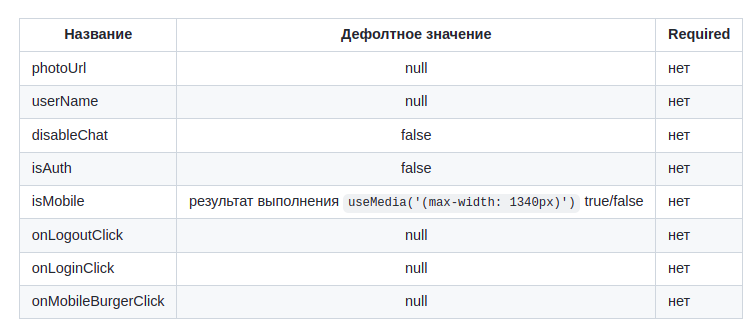 Название Дефолтное значение Required
photoUrl null нет
userName null нет
disableChat false нет
isAuth false нет
isMobile результат выполнения useMedia('(max-width: 1340px)') true/false нет
onLogoutClick null нет
onLoginClick null нет
onMobileBurgerClick null нет